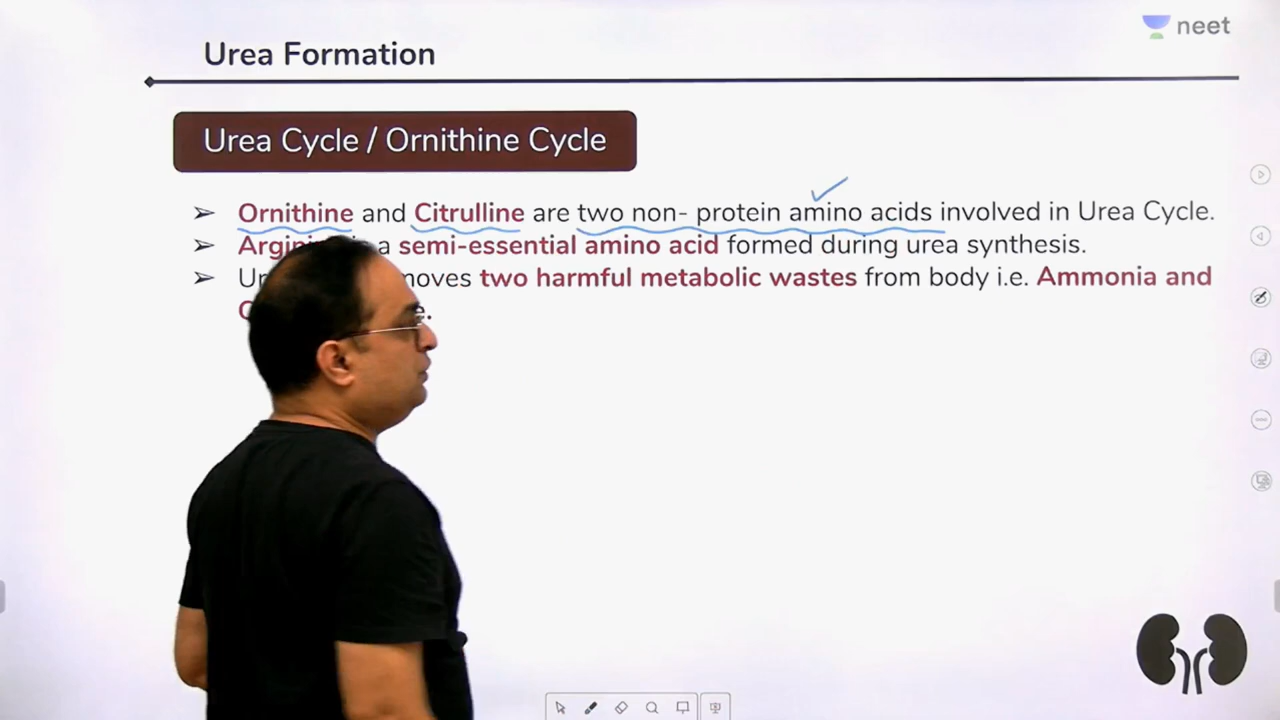 neet
Urea Formation
Urea Cycle / Ornithine Cycle
➢ Ornithine and Citrulline are two non- protein amino acids involved in Urea Cycle.
➢ a semi-essential amino acid formed during urea synthesis.
➢ two harmful metabolic wastes from body i.e. Ammonia and